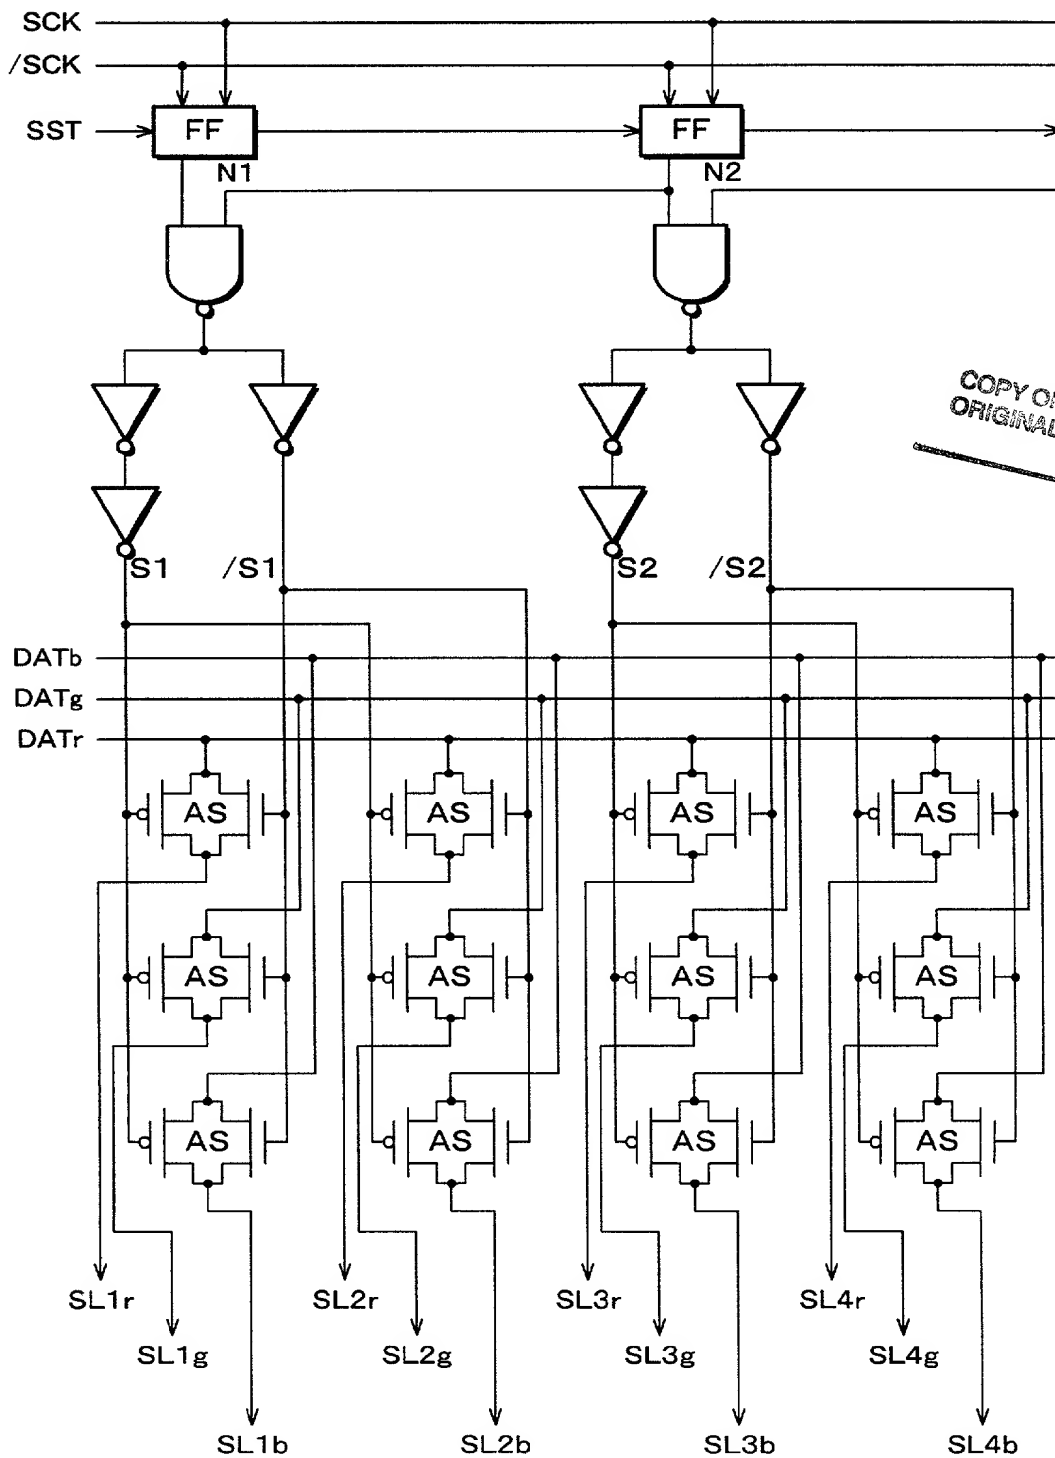 SCK
/SCK
SST
FF
FF
N1
N2
COPY O
ORIGINAL
S1
/S1
S2
/S2
DATb
DATg
DATr
AS
AS
AS
AS
AS
AS
AS
AS
AS
AS
AS
AS
SL1r
SL2r
SL3r
SL4r
SL1g
SL2g
SL3g
SL4g
SL1b
SL2b
SL3b
SL4b